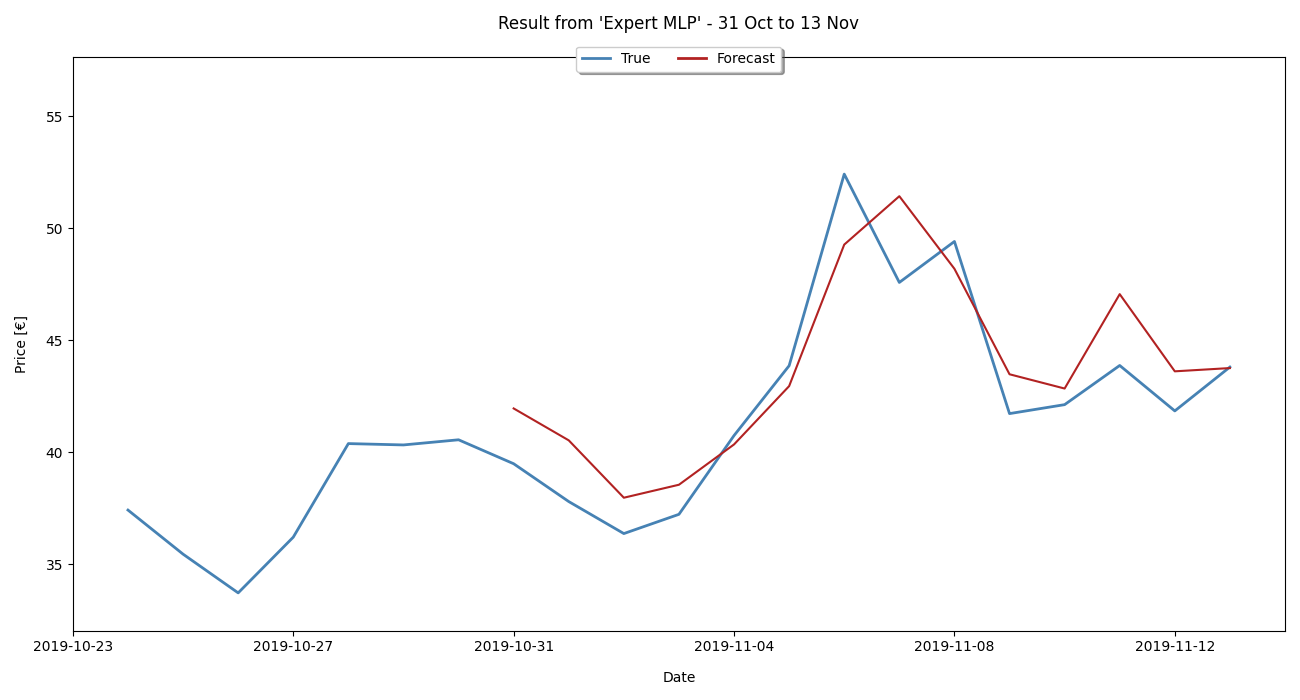 Result from 'Expert MLP' - 31 Oct to 13 Nov
True Forecast
55
50
45
40
35
Price [€]
2019-10-23 2019-10-27 2019-10-31 2019-11-04 2019-11-08 2019-11-12
Date